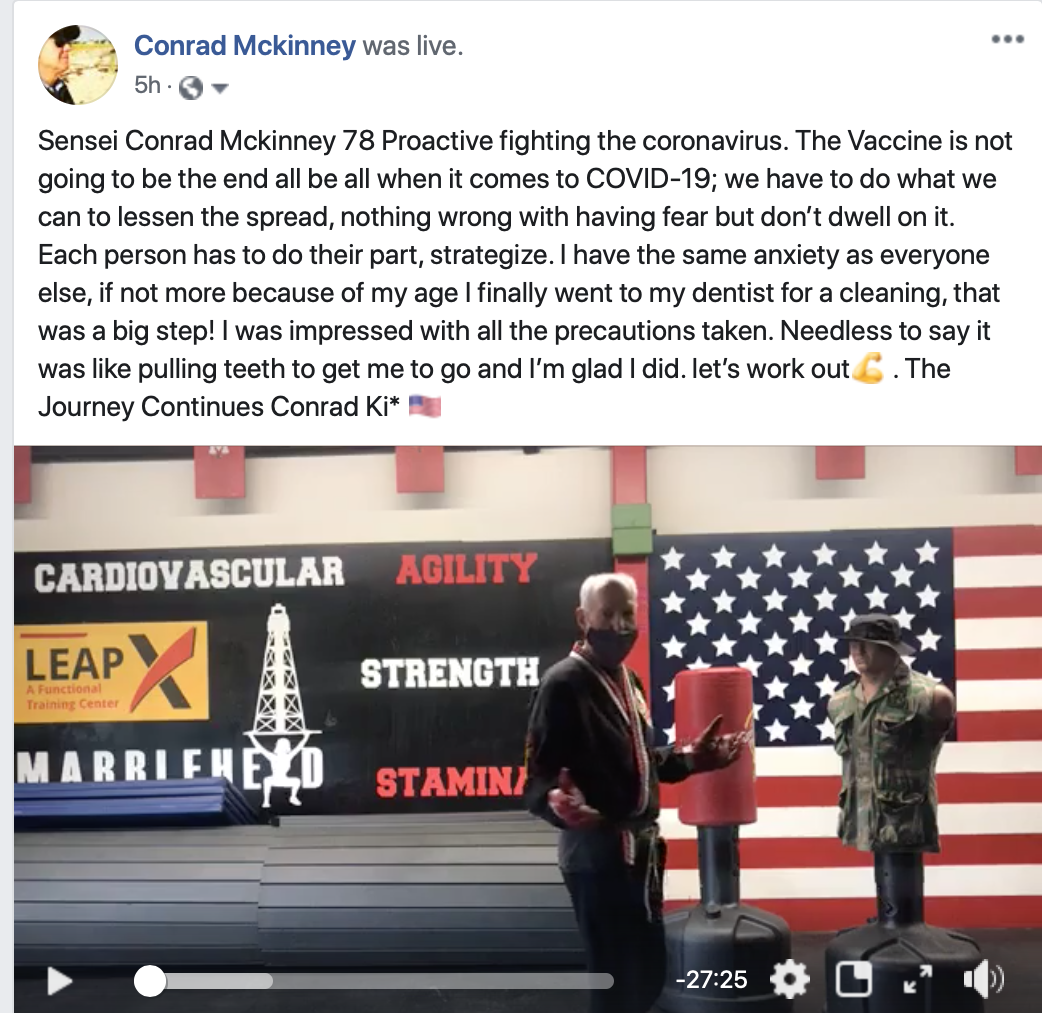 Conrad Mckinney was live.
5h ·
Sensei Conrad Mckinney 78 Proactive fighting the coronavirus. The Vaccine is not
going to be the end all be all when it comes to COVID-19; we have to do what we
can to lessen the spread, nothing wrong with having fear but don’t dwell on it.
Each person has to do their part, strategize. I have the same anxiety as everyone
else, if not more because of my age I finally went to my dentist for a cleaning, that
was a big step! I was impressed with all the precautions taken. Needless to say it
was like pulling teeth to get me to go and I’m glad I did. let’s work out💪 . The
Journey Continues Conrad Ki* 🇺🇸
CARDIOVASCULAR AGILITY
LEAP X
A Functional
Training Center
STRENGTH
MARBLEHEAD
STAMINA
-27:25